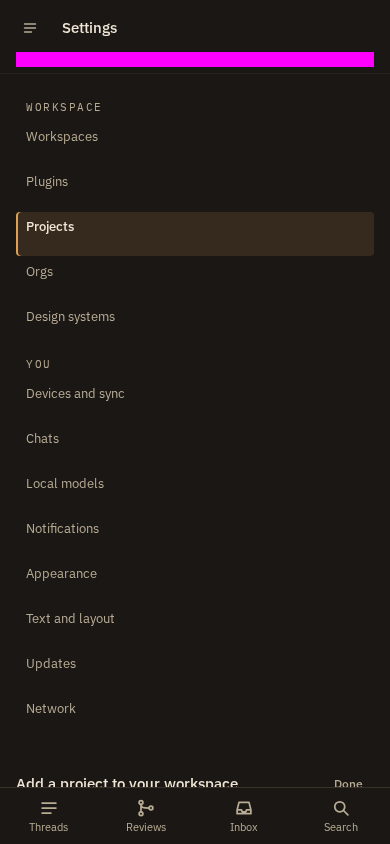 Settings
WORKSPACE
Workspaces
Plugins
Projects
Orgs
Design systems
YOU
Devices and sync
Chats
Local models
Notifications
Appearance
Text and layout
Updates
Network
Add a project to your workspace
Done
Threads
Reviews
Inbox
Search